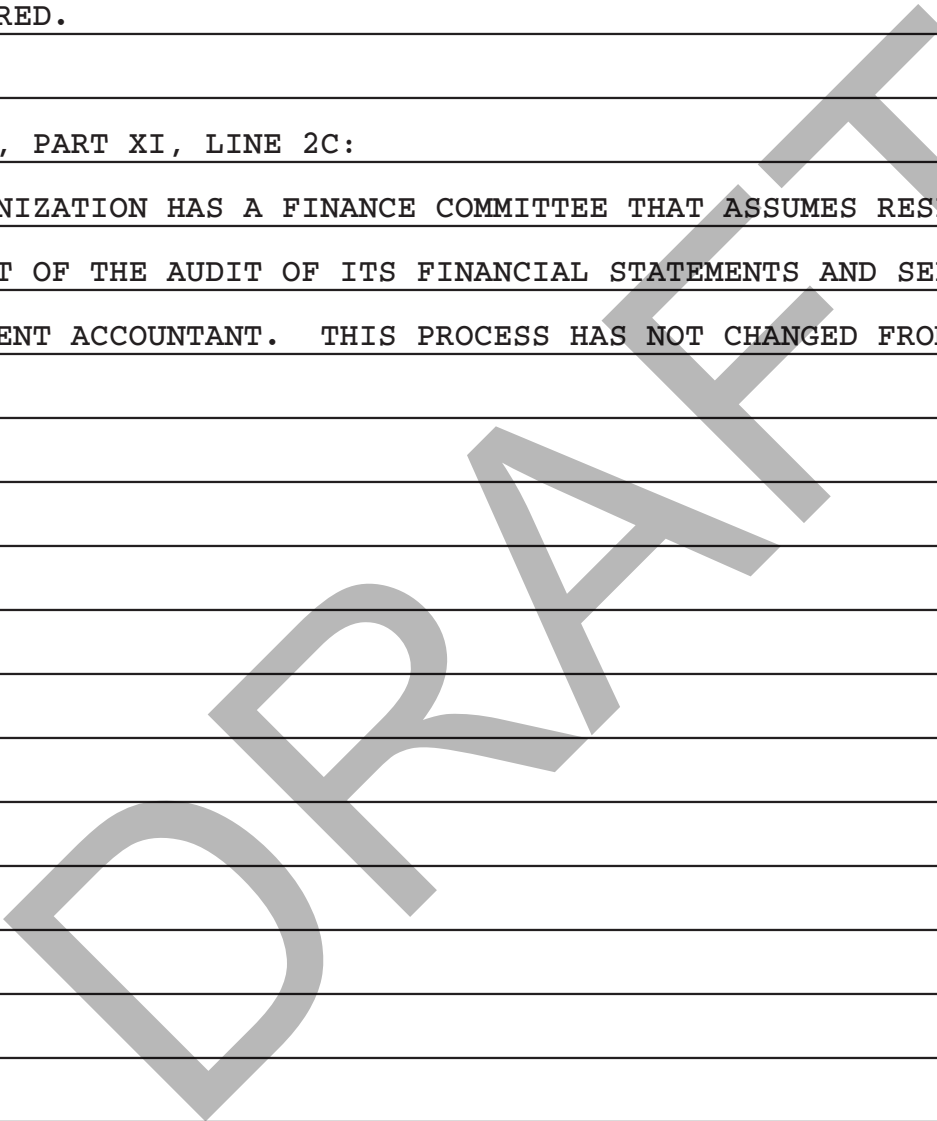 RED.
, PART XI, LINE 2C:
NIZATION HAS A FINANCE COMMITTEE THAT ASSUMES RES
T OF THE AUDIT OF ITS FINANCIAL STATEMENTS AND SE
ENT ACCOUNTANT. THIS PROCESS HAS NOT CHANGED FRO
DRAFT